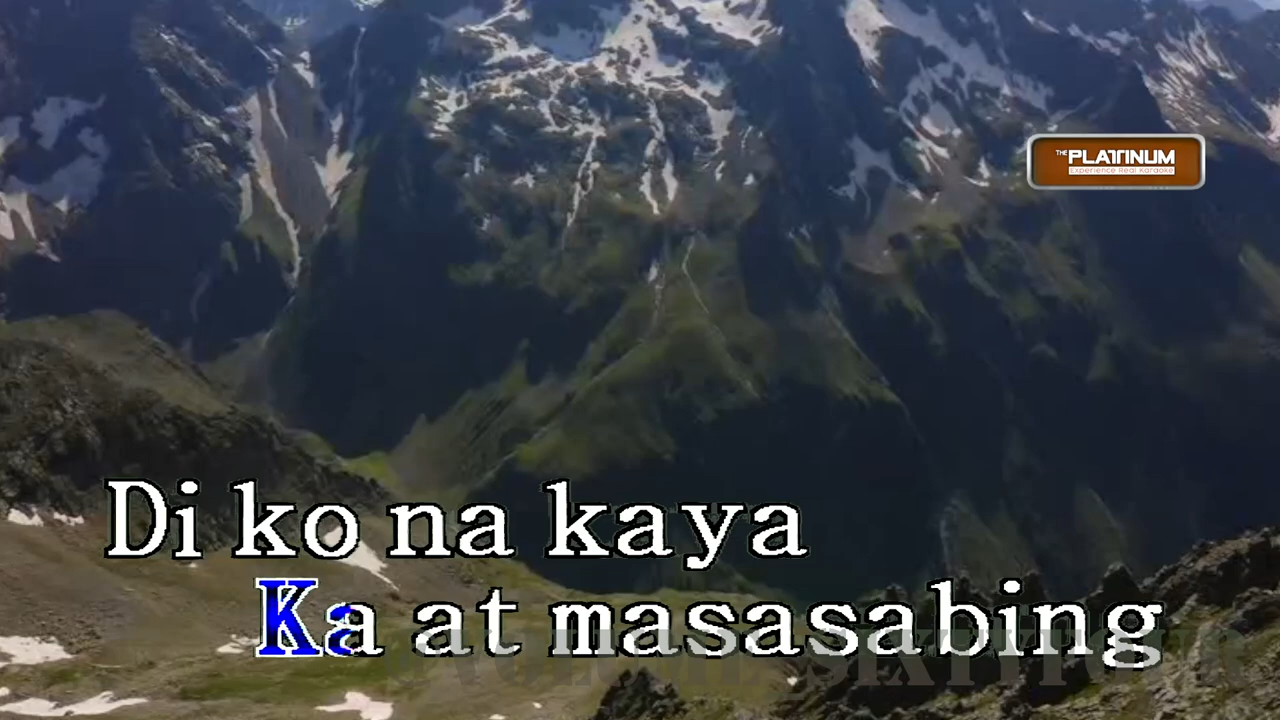 THE PLATINUM
Experience Real Karaoke
Di ko na kaya
Ka at masasabing